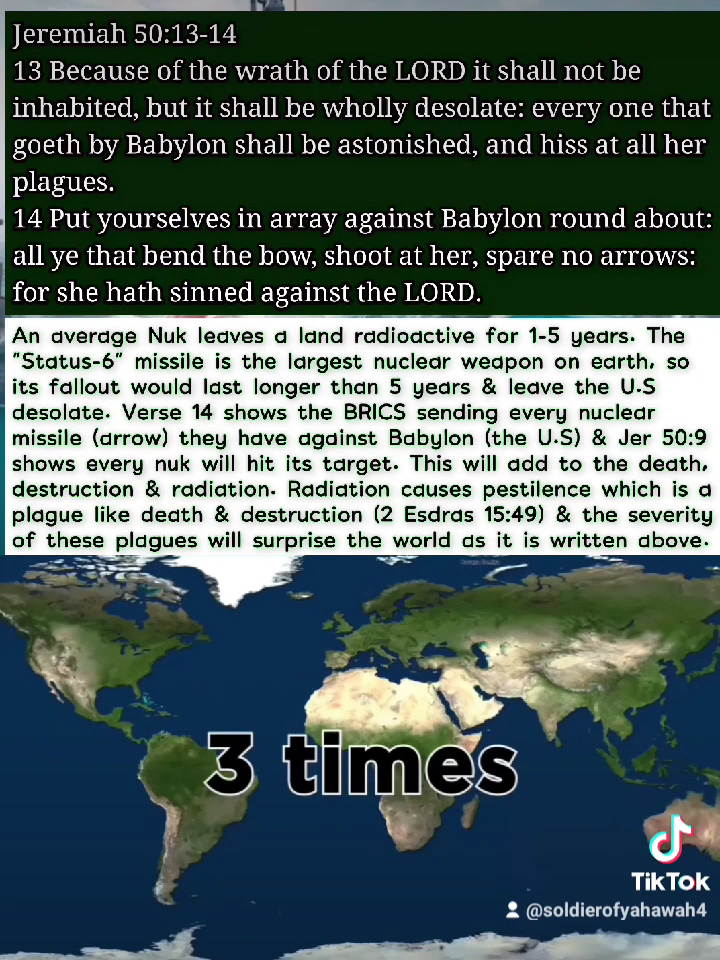 Jeremiah 50:13-14
13 Because of the wrath of the LORD it shall not be
inhabited, but it shall be wholly desolate: every one that
goeth by Babylon shall be astonished, and hiss at all her
plagues.
14 Put yourselves in array against Babylon round about:
all ye that bend the bow, shoot at her, spare no arrows:
for she hath sinned against the LORD.
An average Nuk leaves a land radioactive for 1-5 years. The
"Status-6" missile is the largest nuclear weapon on earth, so
its fallout would last longer than 5 years & leave the U.S
desolate. Verse 14 shows the BRICS sending every nuclear
missile (arrow) they have against Babylon (the U.S) & Jer 50:9
shows every nuk will hit its target. This will add to the death,
destruction & radiation. Radiation causes pestilence which is a
plague like death & destruction (2 Esdras 15:49) & the severity
of these plagues will surprise the world as it is written above.
3 times
TikTok
@soldierofyahawah4